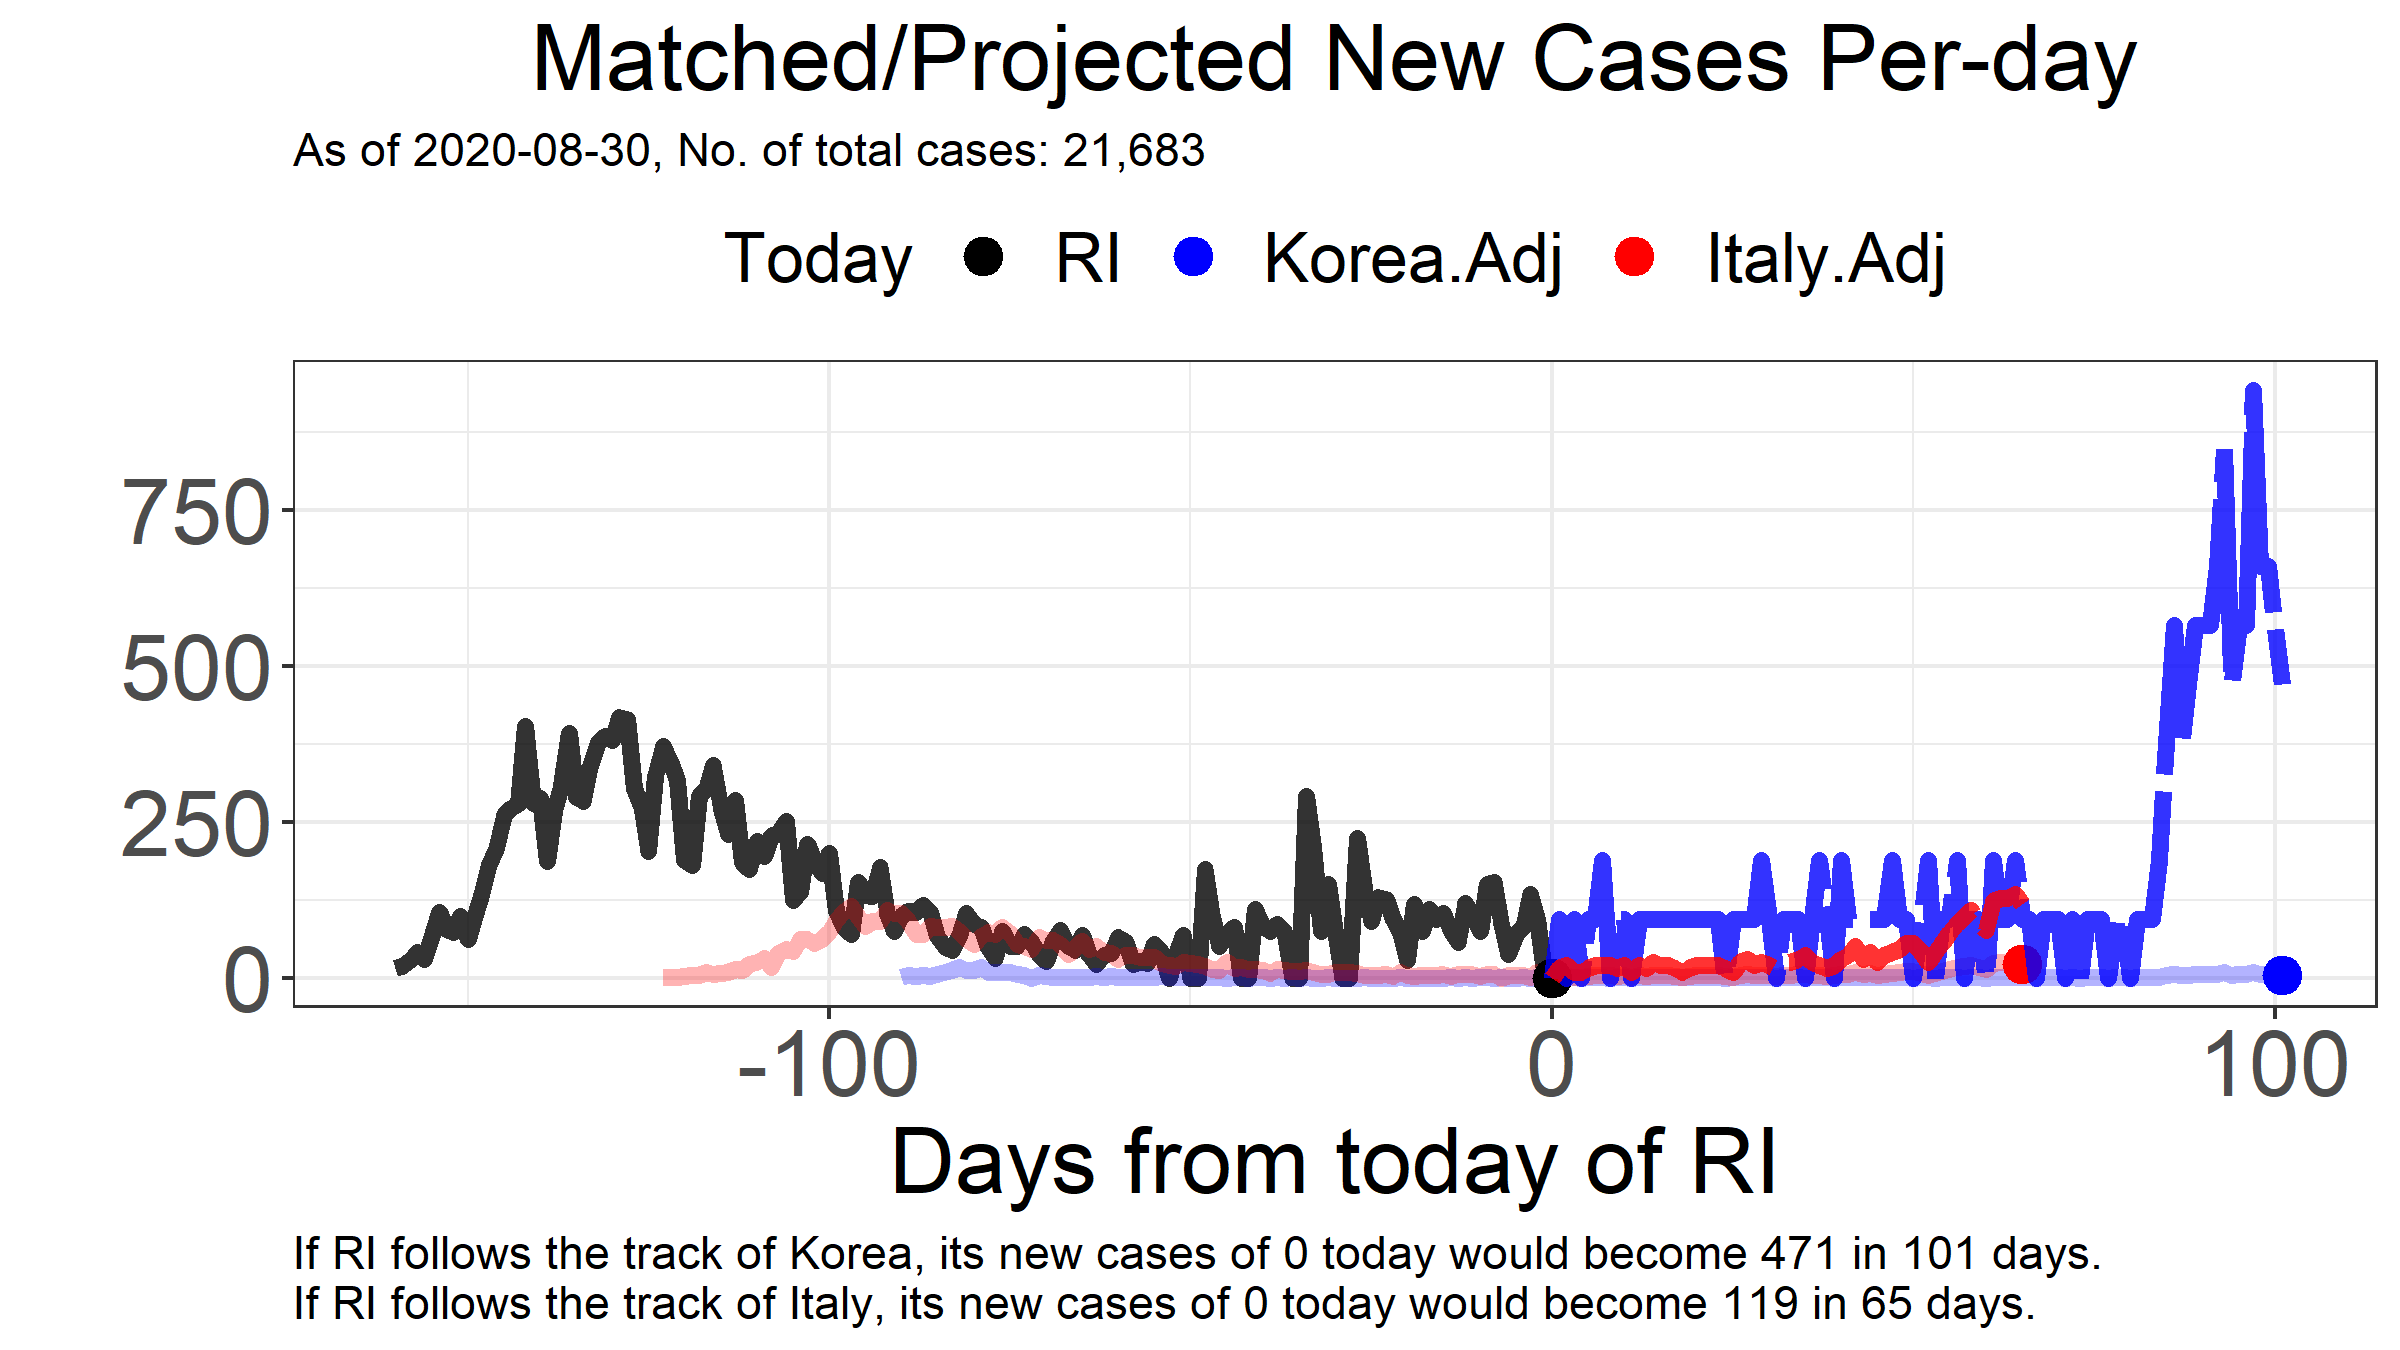 Matched/Projected New Cases Per-day
As of 2020-08-30, No. of total cases: 21,683
Today RI Korea.Adj Italy.Adj
750
500
250
0
-100 0 100
Days from today of RI
If RI follows the track of Korea, its new cases of 0 today would become 471 in 101 days.
If RI follows the track of Italy, its new cases of 0 today would become 119 in 65 days.